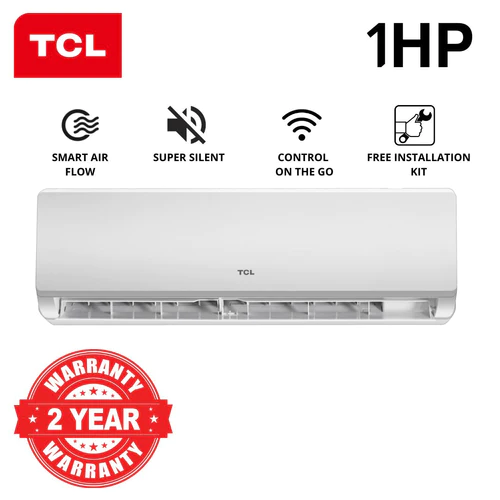 TCL
1HP
SMART AIR
FLOW
SUPER SILENT
CONTROL
ON THE GO
FREE INSTALLATION
KIT
TCL
WARRANTY
2 YEAR
WARRANTY